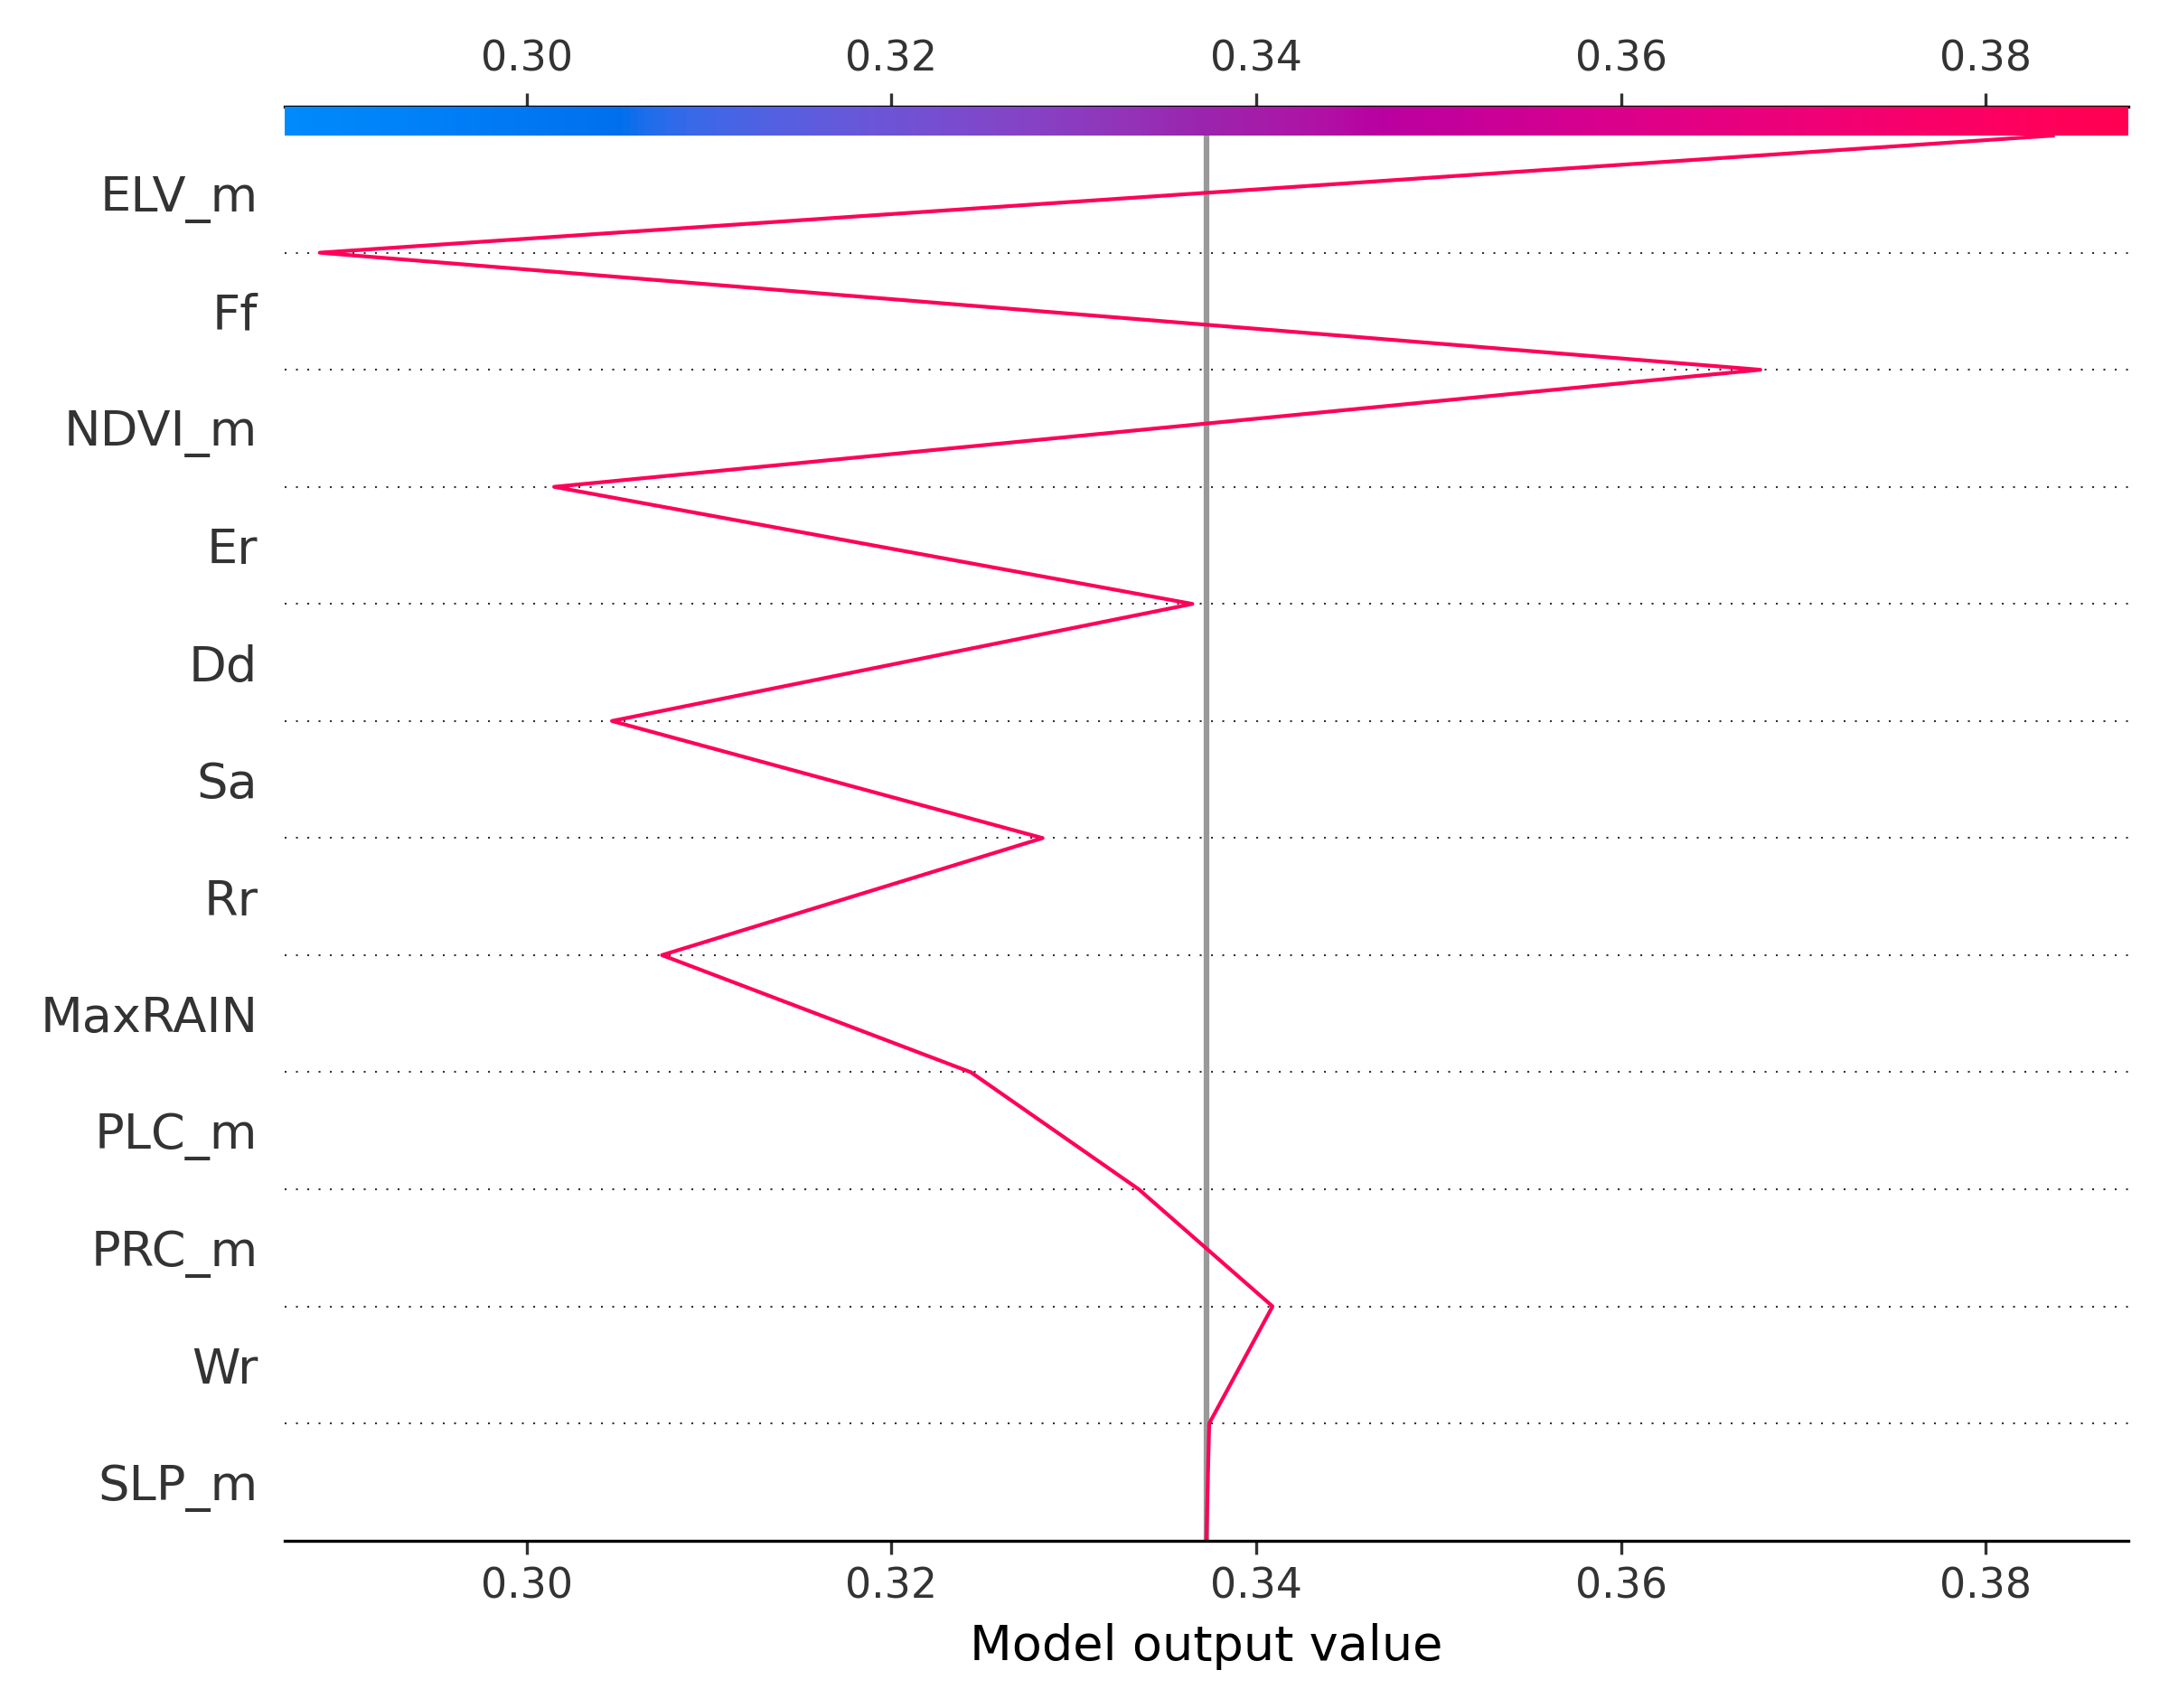 0.30 0.32 0.34 0.36 0.38
ELV_m
Ff
NDVI_m
Er
Dd
Sa
Rr
MaxRAIN
PLC_m
PRC_m
Wr
SLP_m
0.30 0.32 0.34 0.36 0.38
Model output value